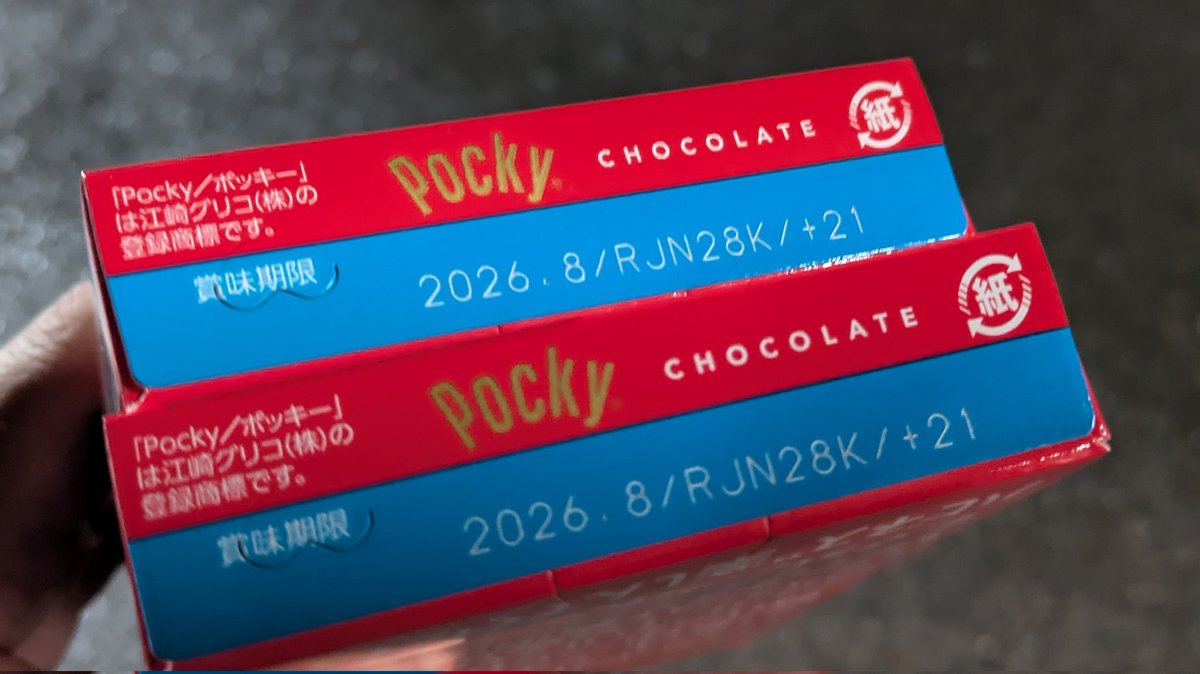 「Pocky／ポッキー」
は江崎グリコ(株)の
登録商標です。
Pocky CHOCOLATE
紙
賞味期限
2026.8/RJN28K/+21
「Pocky／ポッキー」
は江崎グリコ(株)の
登録商標です。
Pocky CHOCOLATE
紙
賞味期限
2026.8/RJN28K/+21